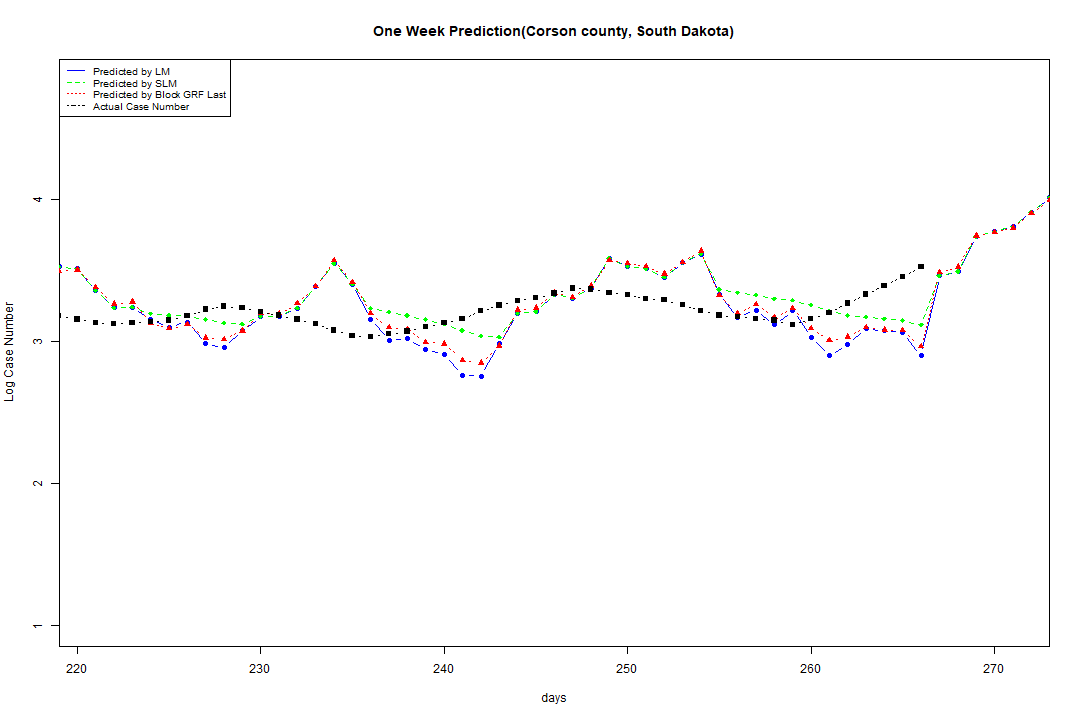 One Week Prediction(Corson county, South Dakota)
Predicted by LM
Predicted by SLM
Predicted by Block GRF Last
Actual Case Number
4
3
2
1
Log Case Number
220 230 240 250 260 270
days